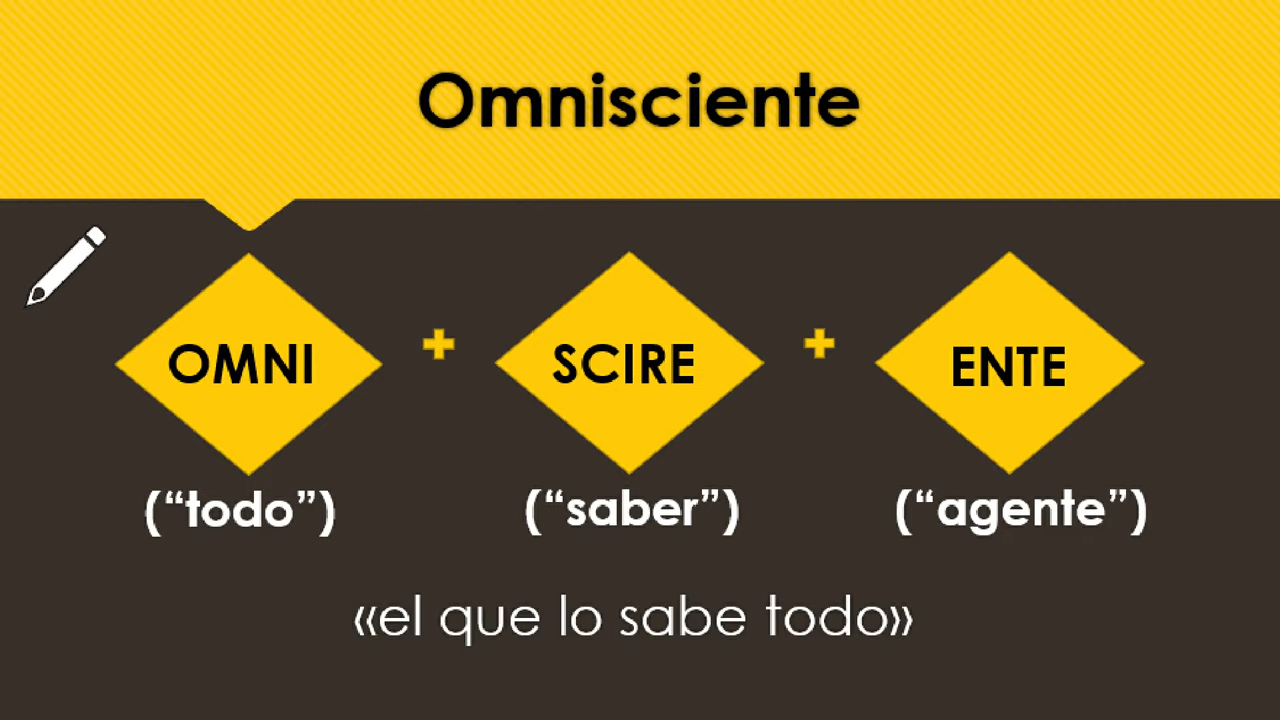 Omnisciente
OMNI + SCIRE + ENTE
(“todo”) (“saber”) (“agente”)
«el que lo sabe todo»